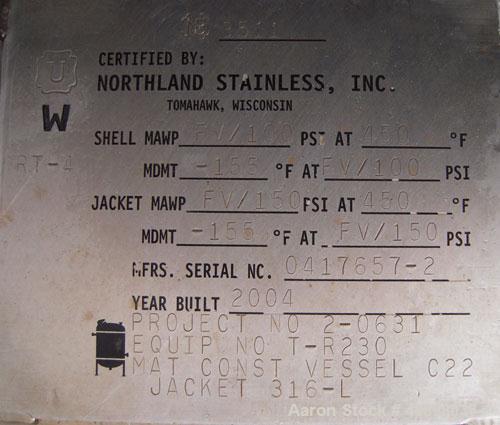 CERTIFIED BY:
U
NORTHLAND STAINLESS, INC.
W
TOMAHAWK, WISCONSIN
SHELL MAWP FV/100 PSI AT 450 °F
RT-4
MDMT -155 °F AT FV/100 PSI
JACKET MAWP FV/150 PSI AT 450 °F
MDMT -155 °F AT FV/150 PSI
MFRS. SERIAL NO. 0417657-2
YEAR BUILT 2004
PROJECT NO 2-0631
EQUIP NO T-R230
MAT CONST VESSEL C22
JACKET 316-L
Aaron Stock #